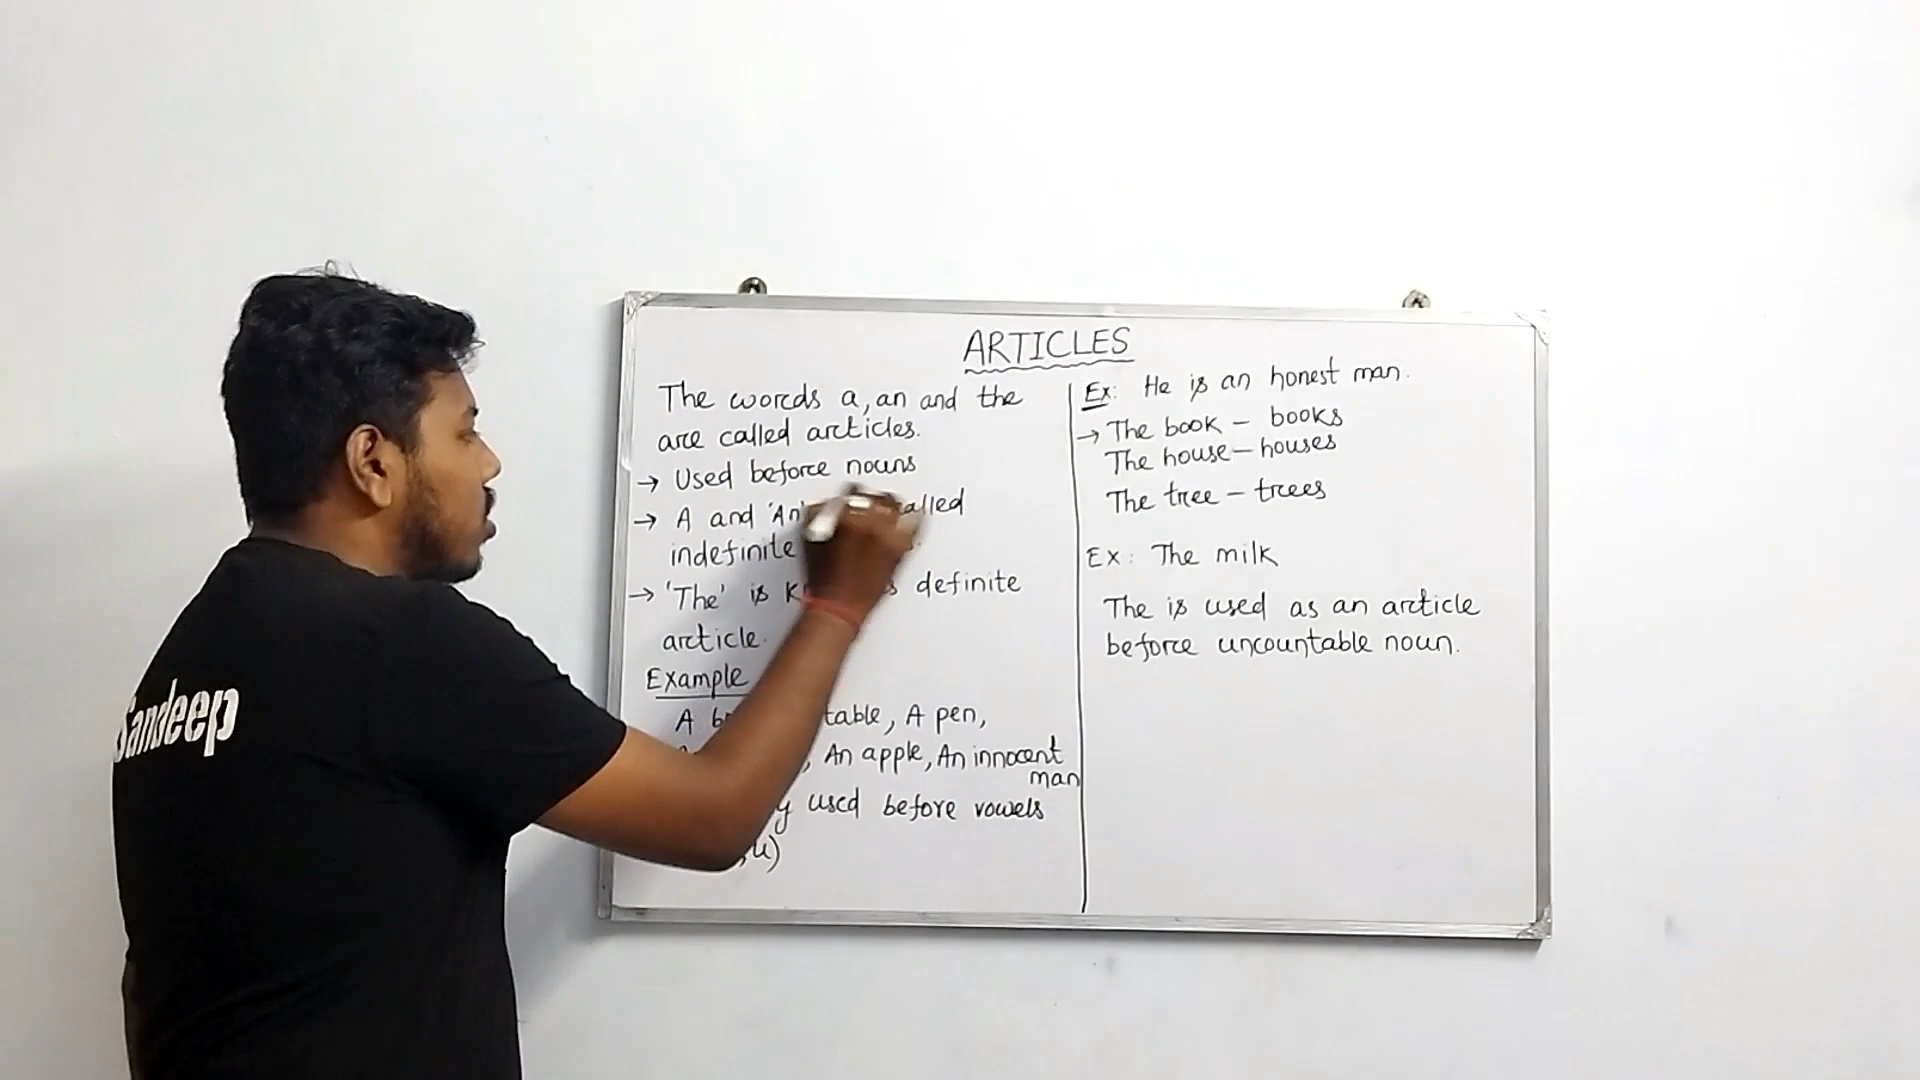 Sandeep
ARTICLES
The words a, an and the
are called articles.
→ Used before nouns
→ A and 'An' called
indefinite
→ 'The' is definite
article.
Example
A table, A pen,
, An apple, An innocent
man
used before vowels
,u)
Ex: He is an honest man.
→ The book – books
The house – houses
The tree – trees
Ex: The milk
The is used as an article
before uncountable noun.